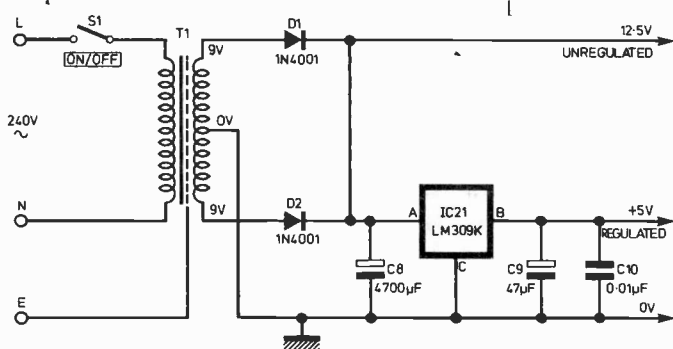 L
S1
ON/OFF
T1
9V
D1
1N4001
12·5V
UNREGULATED
240V
~
0V
N
9V
D2
1N4001
A
IC21
LM309K
B
C
+5V
REGULATED
C8
4700µF
C9
47µF
C10
0·01µF
E
0V